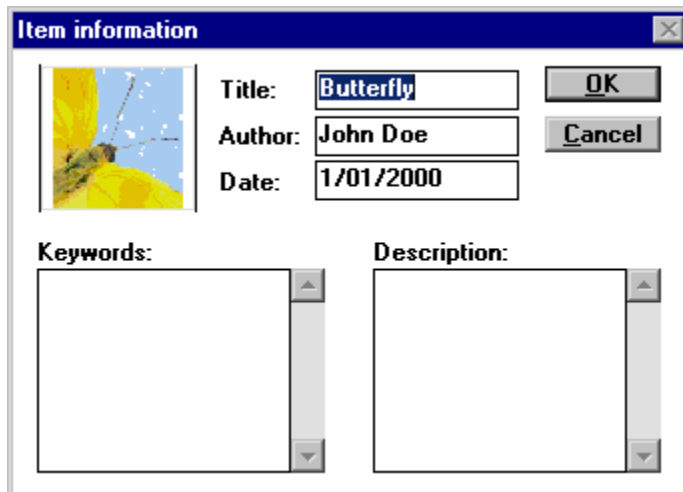 Item information
Title: Butterfly
OK
Author: John Doe
Cancel
Date: 1/01/2000
Keywords:
Description: